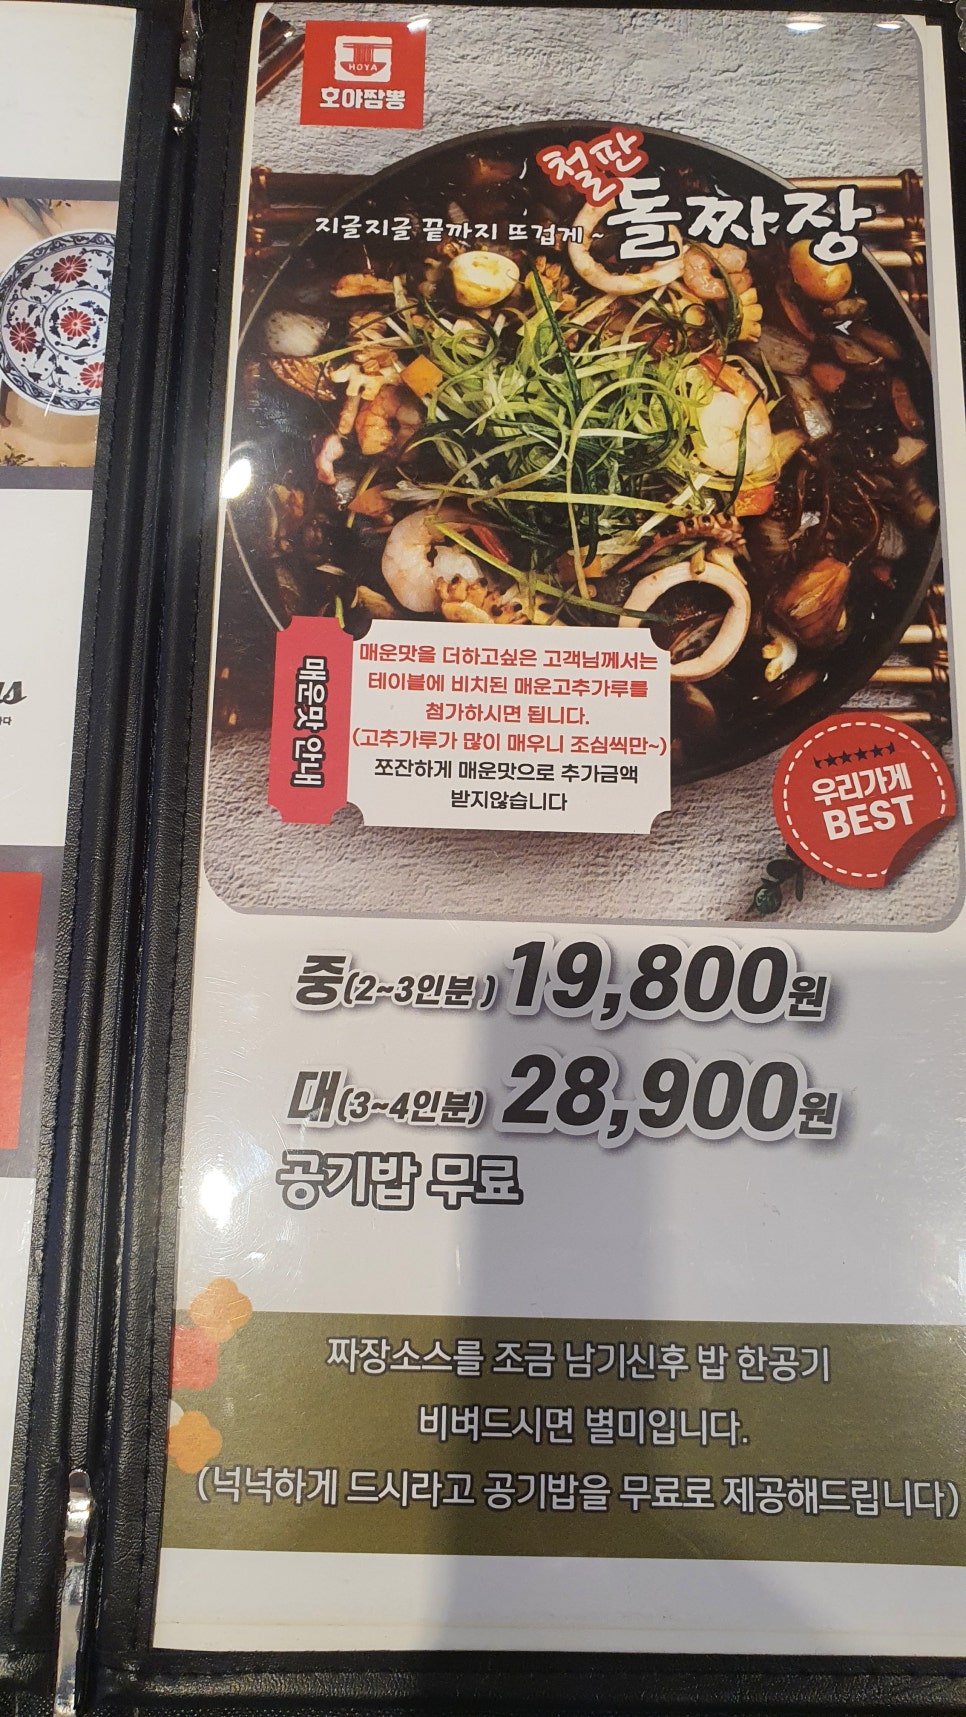 HOYA
호야짬뽕
철판
지글지글 끝까지 뜨겁게~ 돌짜장
매운맛 안내
매운맛을 더하고싶은 고객님께서는
테이블에 비치된 매운고추가루를
첨가하시면 됩니다.
(고추가루가 많이 매우니 조심씩만~)
쪼잔하게 매운맛으로 추가금액
받지않습니다
우리가게
BEST
중(2~3인분) 19,800원
대(3~4인분) 28,900원
공기밥 무료
짜장소스를 조금 남기신후 밥 한공기
비벼드시면 별미입니다.
(넉넉하게 드시라고 공기밥을 무료로 제공해드립니다)